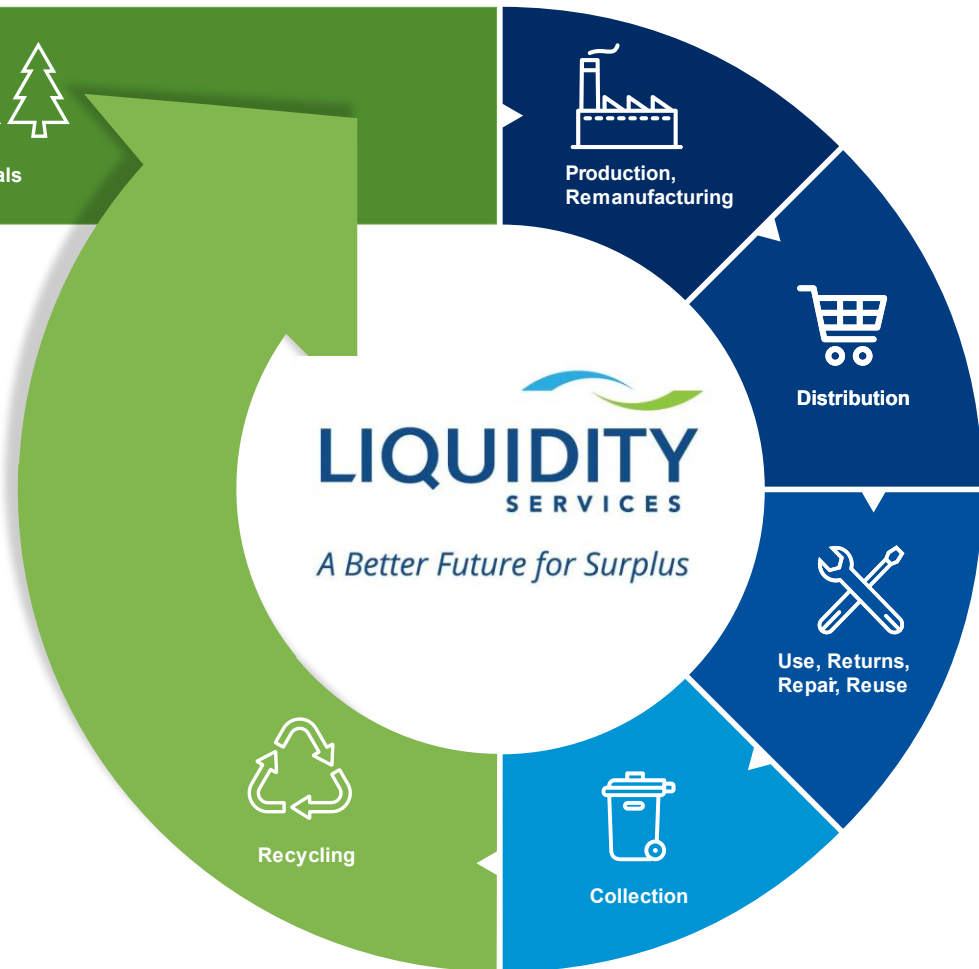 als
Production,
Remanufacturing
Distribution
LIQUIDITY
SERVICES
A Better Future for Surplus
Use, Returns,
Repair, Reuse
Recycling
Collection